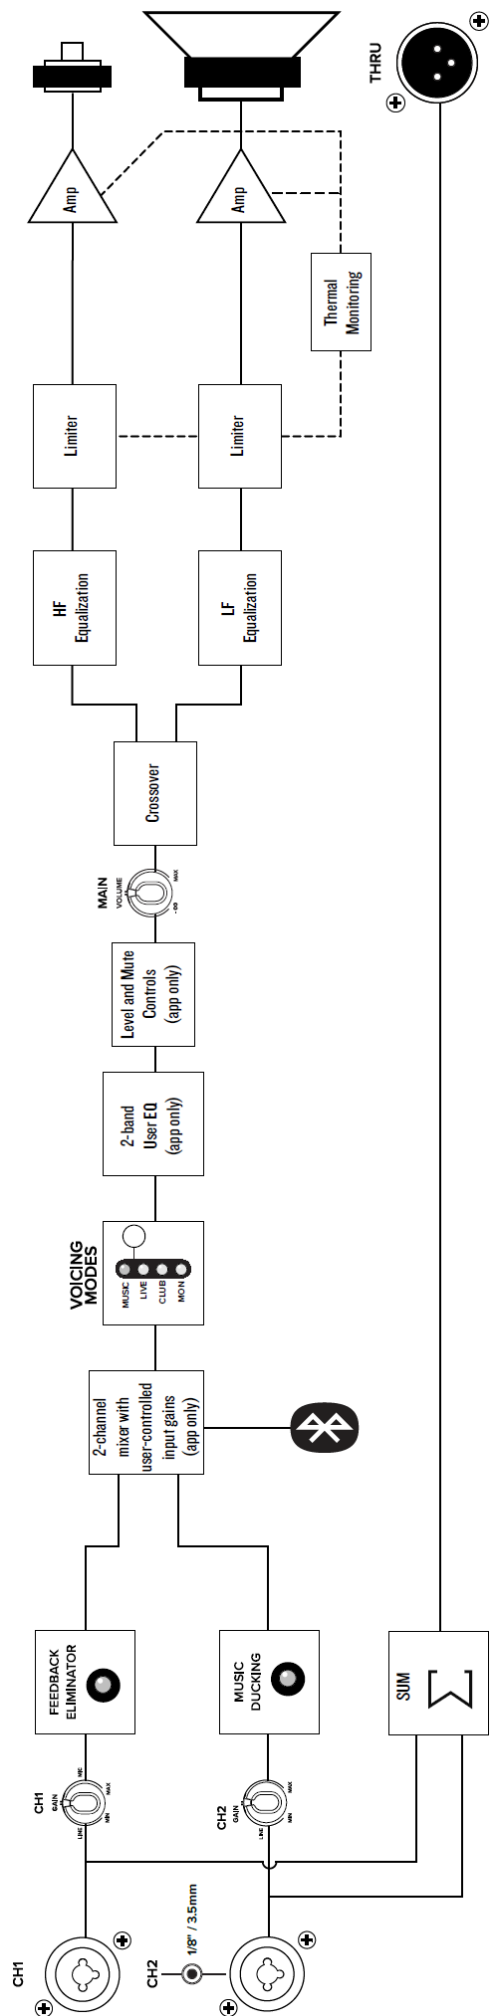 CH1
CH2
1/8" / 3.5mm
CH1
GAIN
LINE
MIC
MIN
MAX
CH2
GAIN
LINE
MIN
MAX
FEEDBACK
ELIMINATOR
MUSIC
DUCKING
SUM
2-channel
mixer with
user-controlled
input gains
(app only)
VOICING
MODES
MUSIC
LIVE
CLUB
MON
2-band
User EQ
(app only)
Level and Mute
Controls
(app only)
MAIN
VOLUME
-∞
MAX
Crossover
HF
Equalization
LF
Equalization
Limiter
Limiter
Thermal
Monitoring
Amp
Amp
THRU